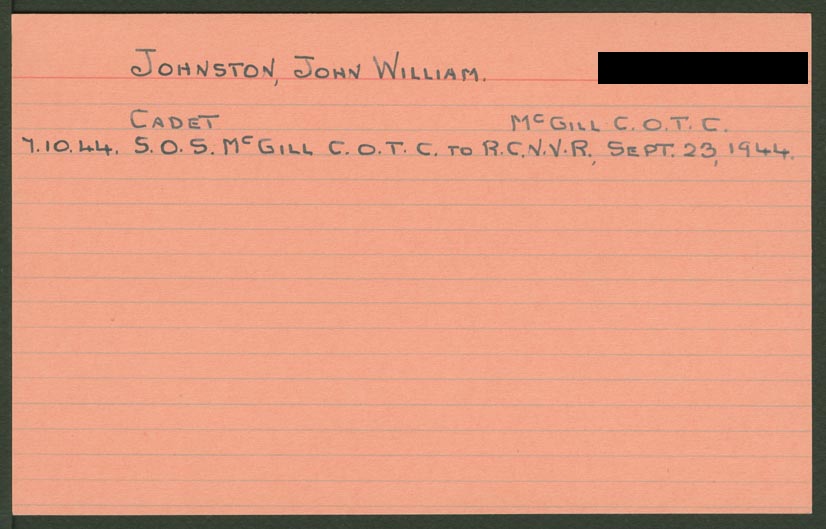 JOHNSTON, JOHN WILLIAM.
CADET McGILL C.O.T.C.
7.10.44. S.O.S. McGILL C.O.T.C. TO R.C.N.V.R., SEPT. 23, 1944.